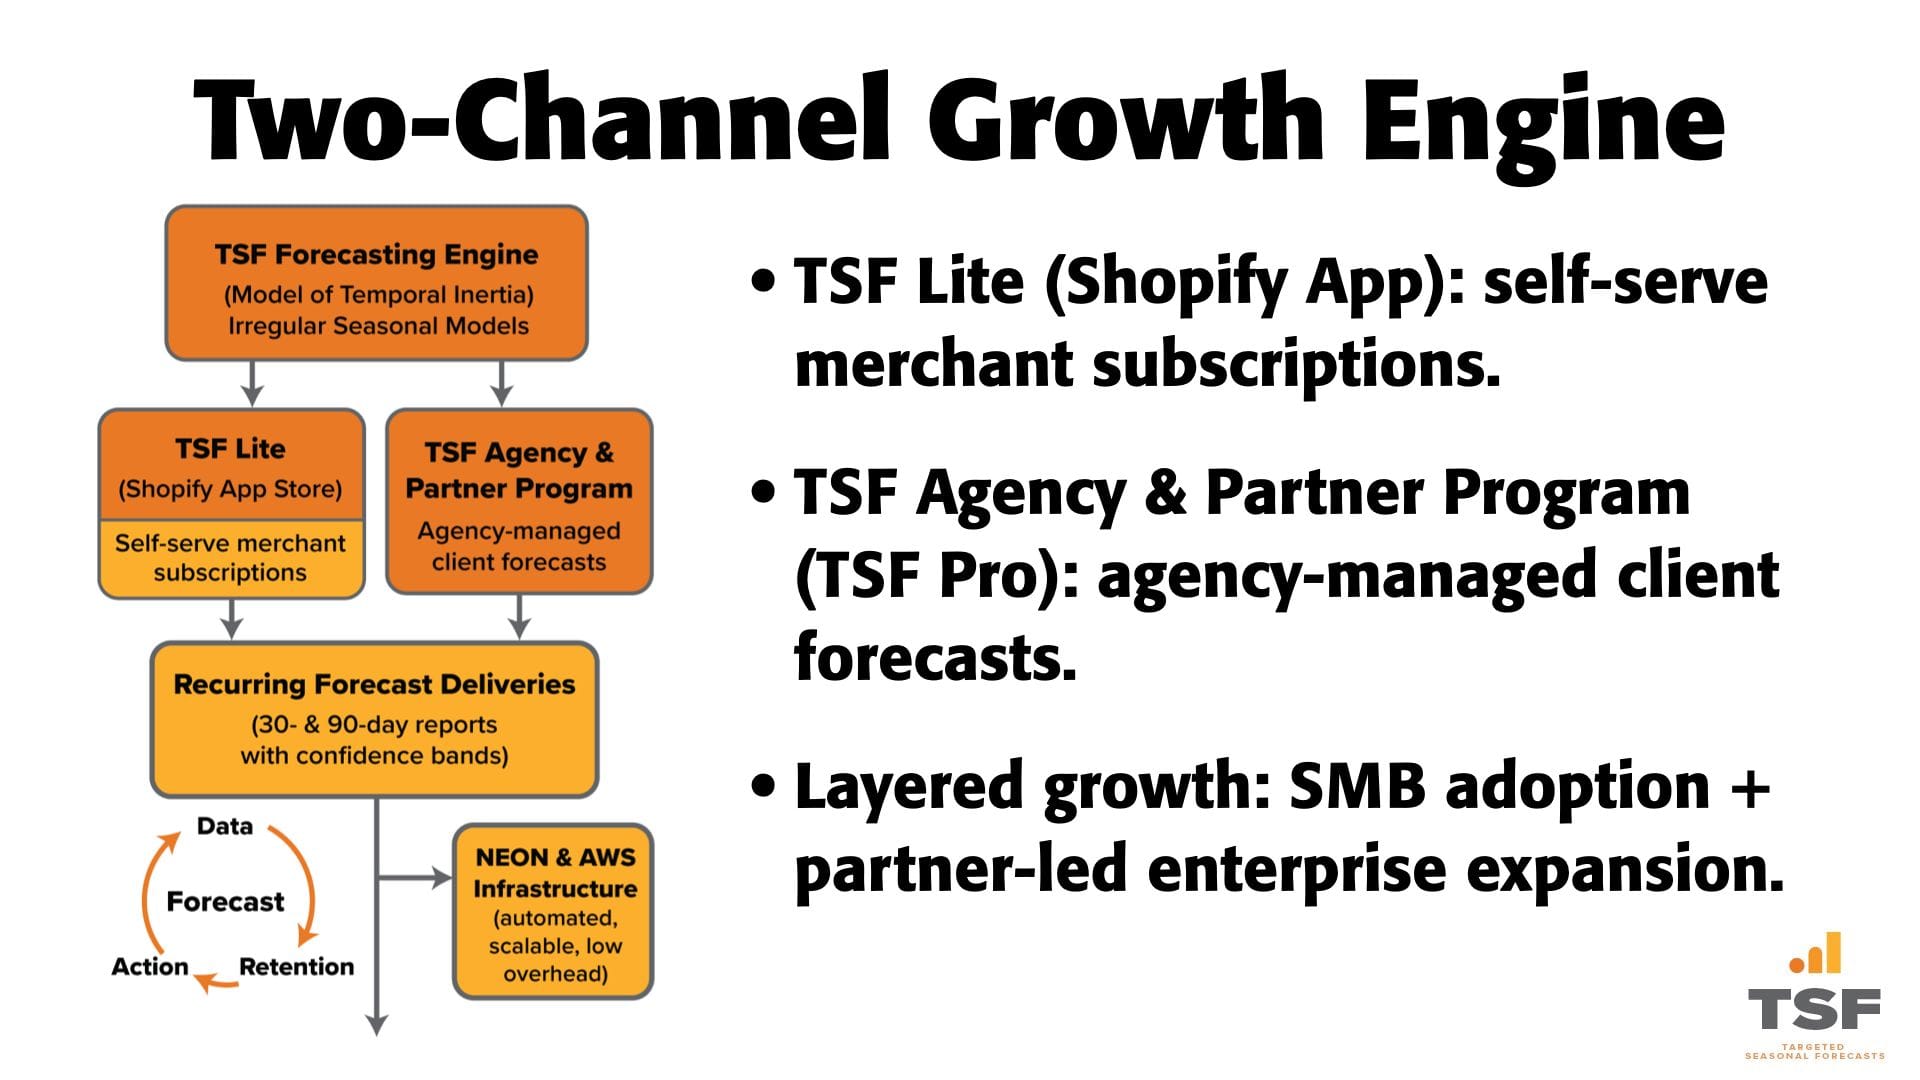 Two-Channel Growth Engine
TSF Forecasting Engine
(Model of Temporal Inertia)
Irregular Seasonal Models
TSF Lite
(Shopify App Store)
Self-serve merchant
subscriptions
TSF Agency &
Partner Program
Agency-managed
client forecasts
Recurring Forecast Deliveries
(30- & 90-day reports
with confidence bands)
Data
Forecast
Action
Retention
NEON & AWS
Infrastructure
(automated,
scalable, low
overhead)
• TSF Lite (Shopify App): self-serve
merchant subscriptions.
• TSF Agency & Partner Program
(TSF Pro): agency-managed client
forecasts.
• Layered growth: SMB adoption +
partner-led enterprise expansion.
TSF
TARGETED
SEASONAL FORECASTS